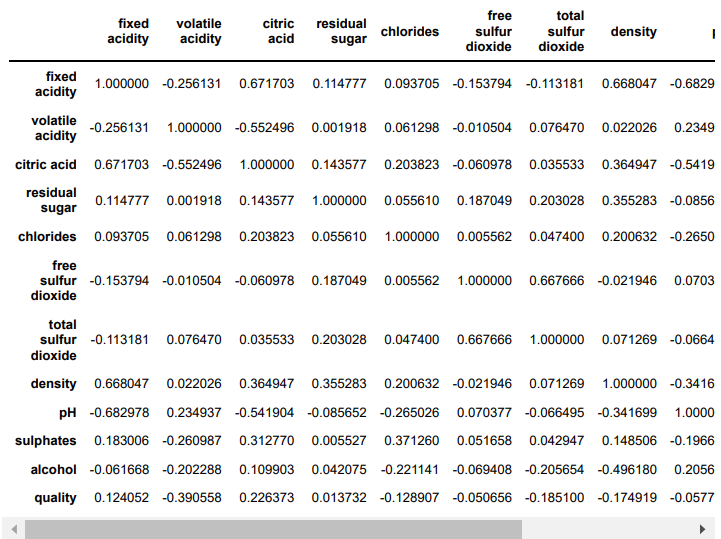 fixed acidity volatile acidity citric acid residual sugar chlorides free sulfur dioxide total sulfur dioxide density
fixed acidity 1.000000 -0.256131 0.671703 0.114777 0.093705 -0.153794 -0.113181 0.668047 -0.6829
volatile acidity -0.256131 1.000000 -0.552496 0.001918 0.061298 -0.010504 0.076470 0.022026 0.2349
citric acid 0.671703 -0.552496 1.000000 0.143577 0.203823 -0.060978 0.035533 0.364947 -0.5419
residual sugar 0.114777 0.001918 0.143577 1.000000 0.055610 0.187049 0.203028 0.355283 -0.0856
chlorides 0.093705 0.061298 0.203823 0.055610 1.000000 0.005562 0.047400 0.200632 -0.2650
free sulfur dioxide -0.153794 -0.010504 -0.060978 0.187049 0.005562 1.000000 0.667666 -0.021946 0.0703
total sulfur dioxide -0.113181 0.076470 0.035533 0.203028 0.047400 0.667666 1.000000 0.071269 -0.0664
density 0.668047 0.022026 0.364947 0.355283 0.200632 -0.021946 0.071269 1.000000 -0.3416
pH -0.682978 0.234937 -0.541904 -0.085652 -0.265026 0.070377 -0.066495 -0.341699 1.0000
sulphates 0.183006 -0.260987 0.312770 0.005527 0.371260 0.051658 0.042947 0.148506 -0.1966
alcohol -0.061668 -0.202288 0.109903 0.042075 -0.221141 -0.069408 -0.205654 -0.496180 0.2056
quality 0.124052 -0.390558 0.226373 0.013732 -0.128907 -0.050656 -0.185100 -0.174919 -0.0577